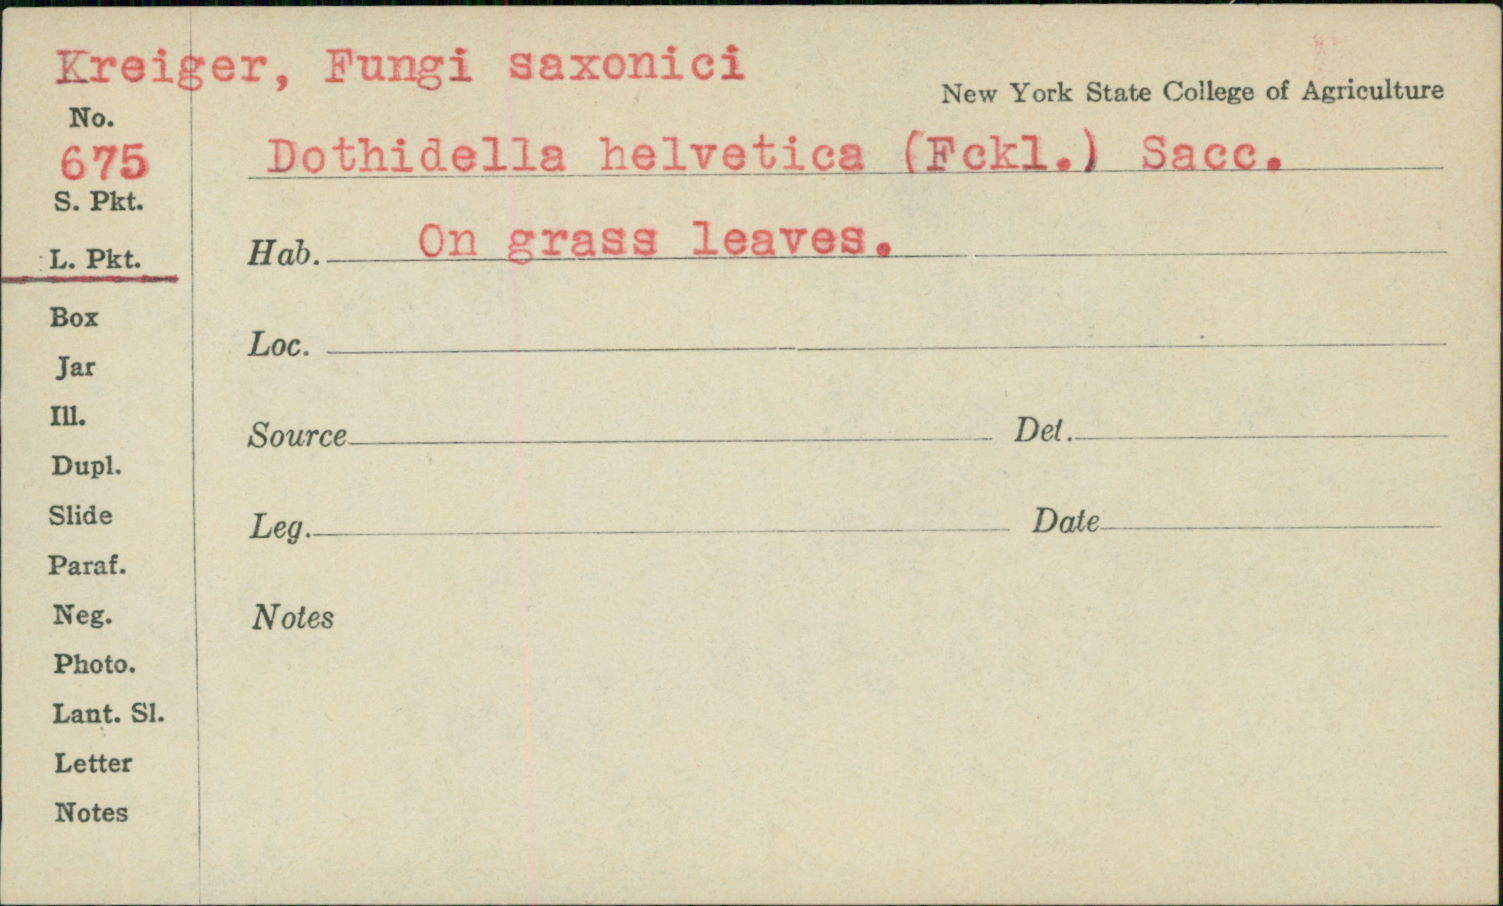 Kreiger, Fungi saxonici
New York State College of Agriculture
No.
675
Dothidella helvetica (Fckl.) Sacc.
S. Pkt.
Hab. On grass leaves.
L. Pkt.
Box
Loc.
Jar
Ill.
Source Det.
Dupl.
Slide
Leg. Date
Paraf.
Neg.
Notes
Photo.
Lant. Sl.
Letter
Notes